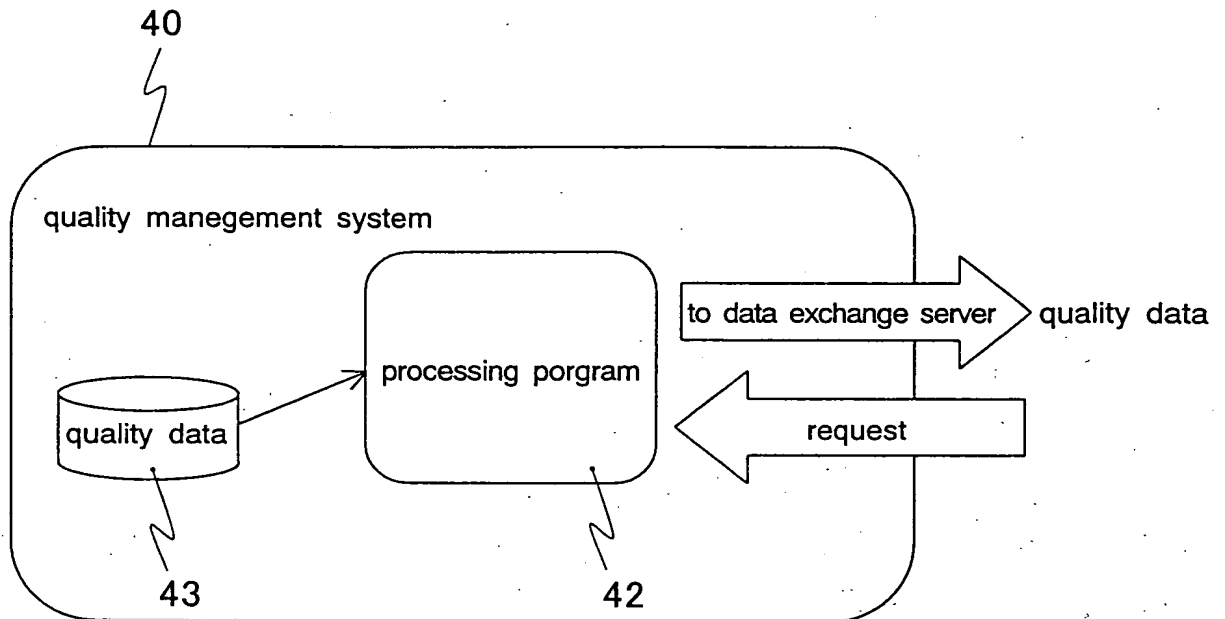 40
quality manegement system
to data exchange server quality data
processing porgram
quality data
request
43
42